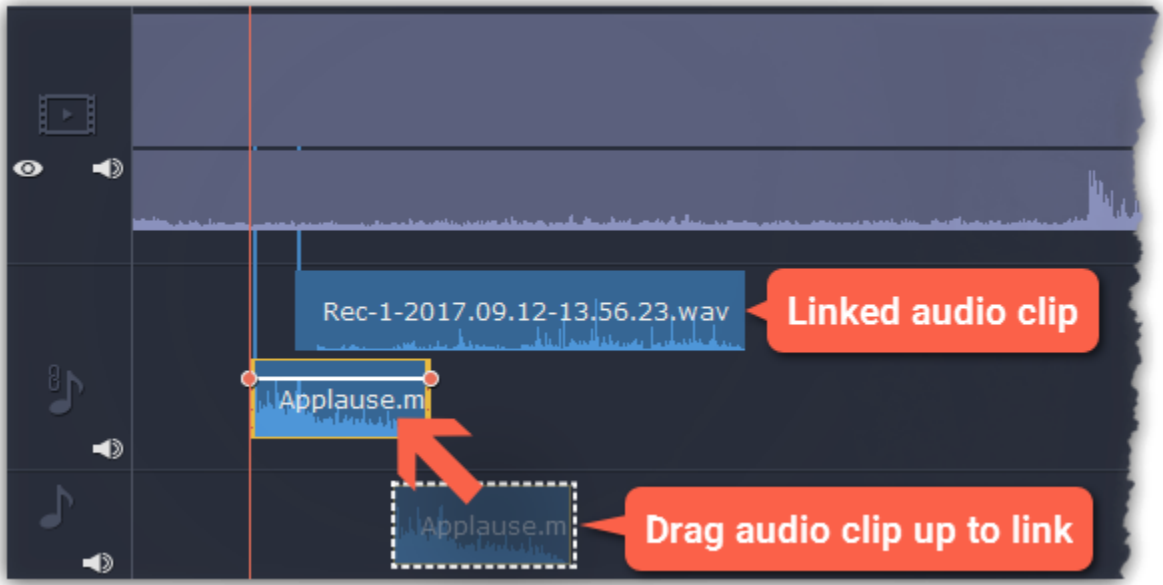 Rec-1-2017.09.12-13.56.23.wav
Linked audio clip
Applause.m
Applause.m
Drag audio clip up to link